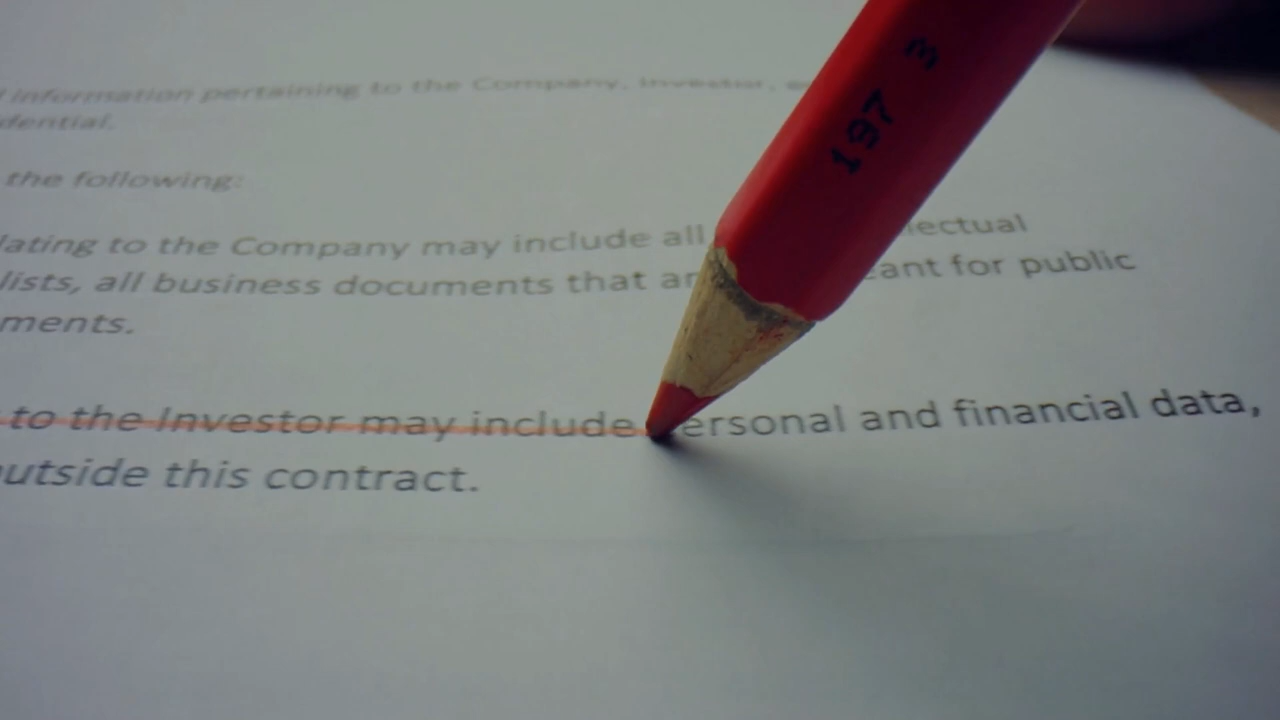 information pertaining to the Company, Investor,
dential.
the following:
lating to the Company may include all lectual
lists, all business documents that ar ant for public
ments.
to the Investor may include ersonal and financial data,
utside this contract.
197 3